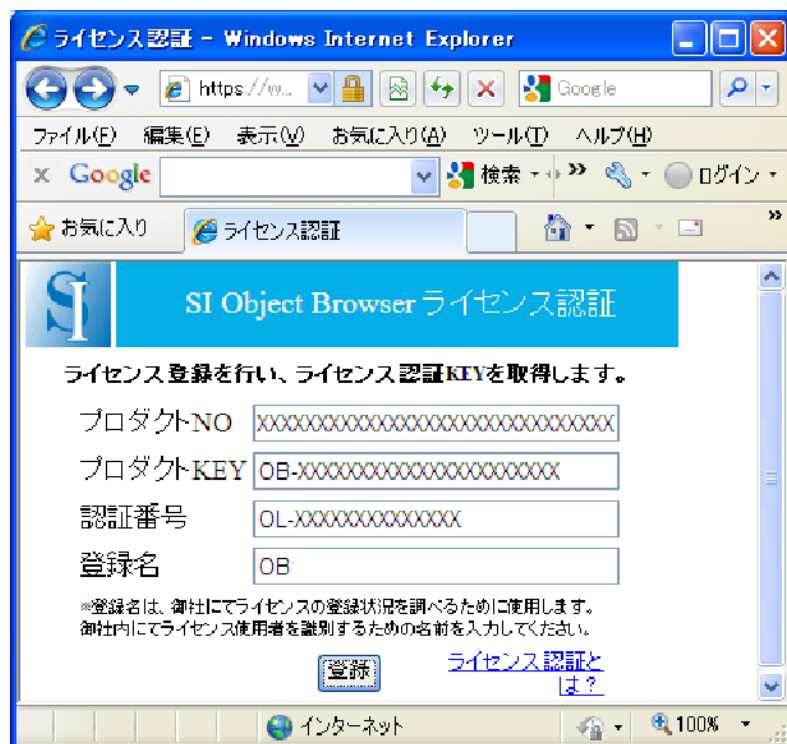 ライセンス認証 - Windows Internet Explorer
https://w...
Google
ファイル(F) 編集(E) 表示(V) お気に入り(A) ツール(T) ヘルプ(H)
x Google 検索 ログイン
お気に入り ライセンス認証
SI SI Object Browser ライセンス認証
ライセンス登録を行い、ライセンス認証KEYを取得します。
プロダクトNO XXXXXXXXXXXXXXXXXXXXXXXXXXXXXX
プロダクトKEY OB-XXXXXXXXXXXXXXXXXXXXXX
認証番号 OL-XXXXXXXXXXXXXX
登録名 OB
※登録名は、御社にてライセンスの登録状況を調べるために使用します。
御社内にてライセンス使用者を識別するための名前を入力してください。
登録 ライセンス認証と
は？
インターネット 100%